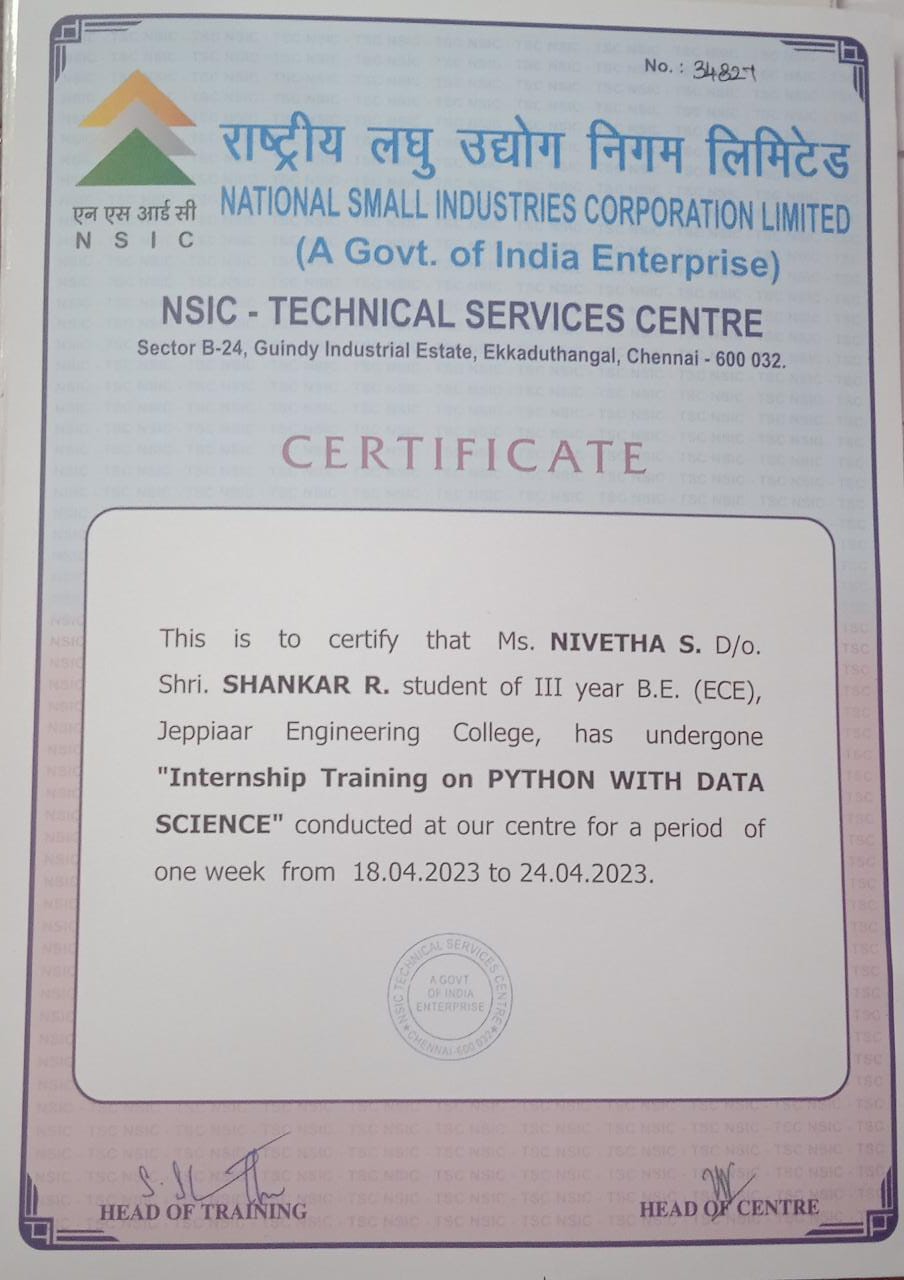 No. : 34827
राष्ट्रीय लघु उद्योग निगम लिमिटेड
एन एस आई सी
N S I C
NATIONAL SMALL INDUSTRIES CORPORATION LIMITED
(A Govt. of India Enterprise)
NSIC - TECHNICAL SERVICES CENTRE
Sector B-24, Guindy Industrial Estate, Ekkaduthangal, Chennai - 600 032.
CERTIFICATE
This is to certify that Ms. NIVETHA S. D/o.
Shri. SHANKAR R. student of III year B.E. (ECE),
Jeppiaar Engineering College, has undergone
"Internship Training on PYTHON WITH DATA
SCIENCE" conducted at our centre for a period of
one week from 18.04.2023 to 24.04.2023.
NSIC TECHNICAL SERVICES CENTRE
A GOVT.
OF INDIA
ENTERPRISE
★ CHENNAI-600 032 ★
HEAD OF TRAINING
HEAD OF CENTRE